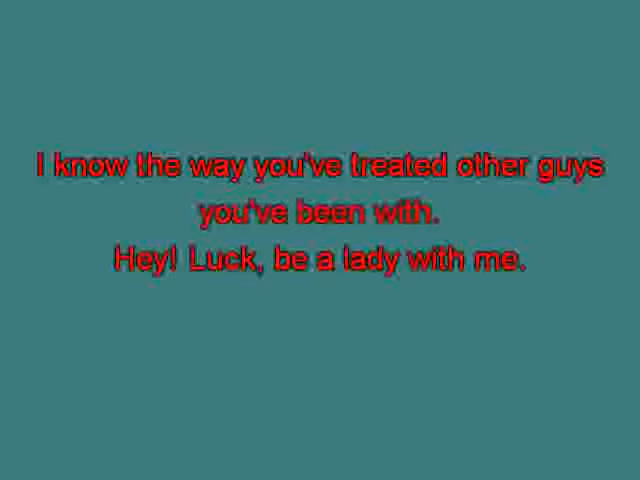 I know the way you've treated other guys
you've been with.
Hey! Luck, be a lady with me.